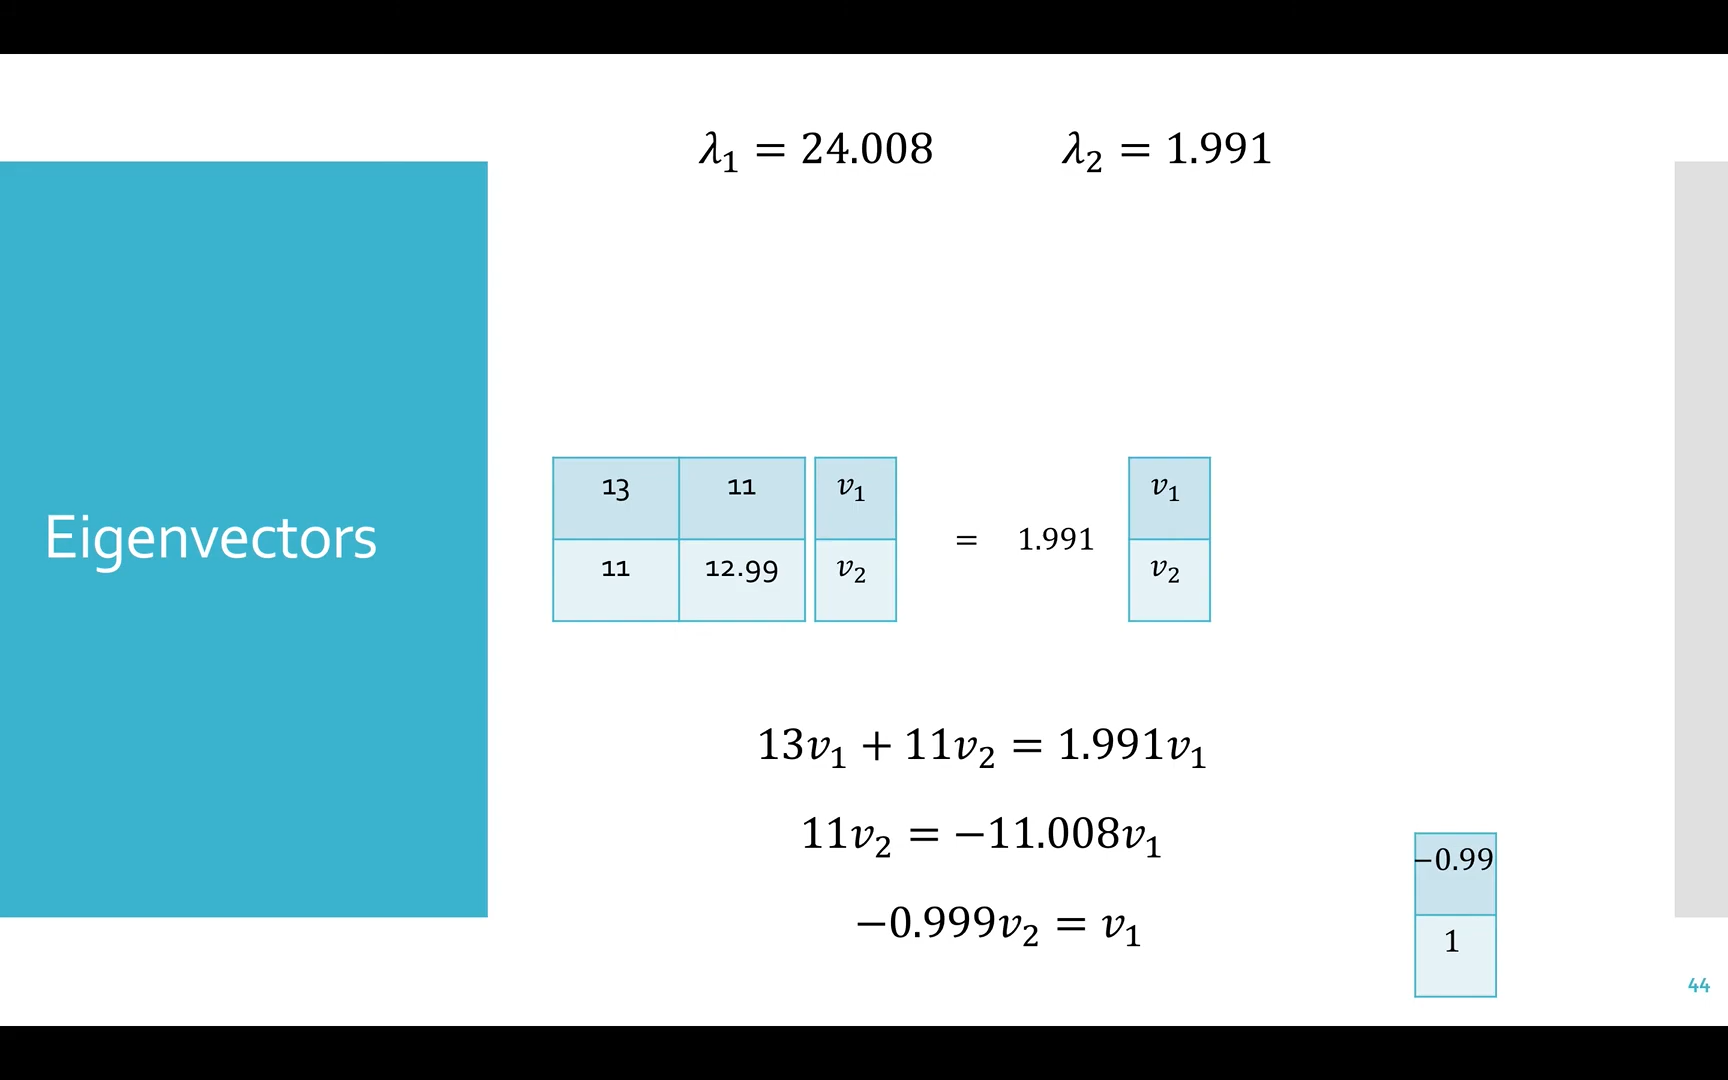 λ₁ = 24.008 λ₂ = 1.991
Eigenvectors
13 11 v₁ v₁
= 1.991
11 12.99 v₂ v₂
13v₁ + 11v₂ = 1.991v₁
11v₂ = −11.008v₁
−0.999v₂ = v₁
−0.99
1
44